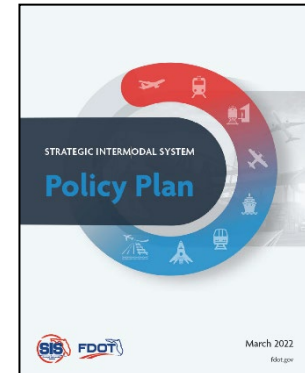 STRATEGIC INTERMODAL SYSTEM
Policy Plan
SIS
FDOT
March 2022
fdot.gov